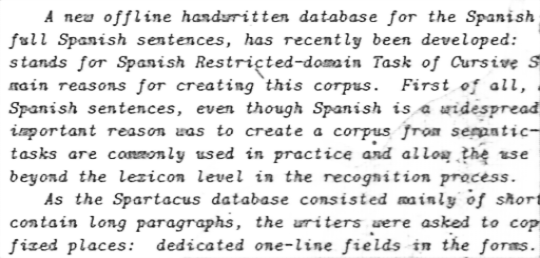 A new offline handwritten database for the Spanish
full Spanish sentences, has recently been developed:
stands for Spanish Restricted-domain Task of Cursive S
main reasons for creating this corpus. First of all,
Spanish sentences, even though Spanish is a widespread
important reason was to create a corpus from semantic-
tasks are commonly used in practice and allow the use
beyond the lexicon level in the recognition process.
As the Spartacus database consisted mainly of short
contain long paragraphs, the writers were asked to cop
fixed places: dedicated one-line fields in the forms.